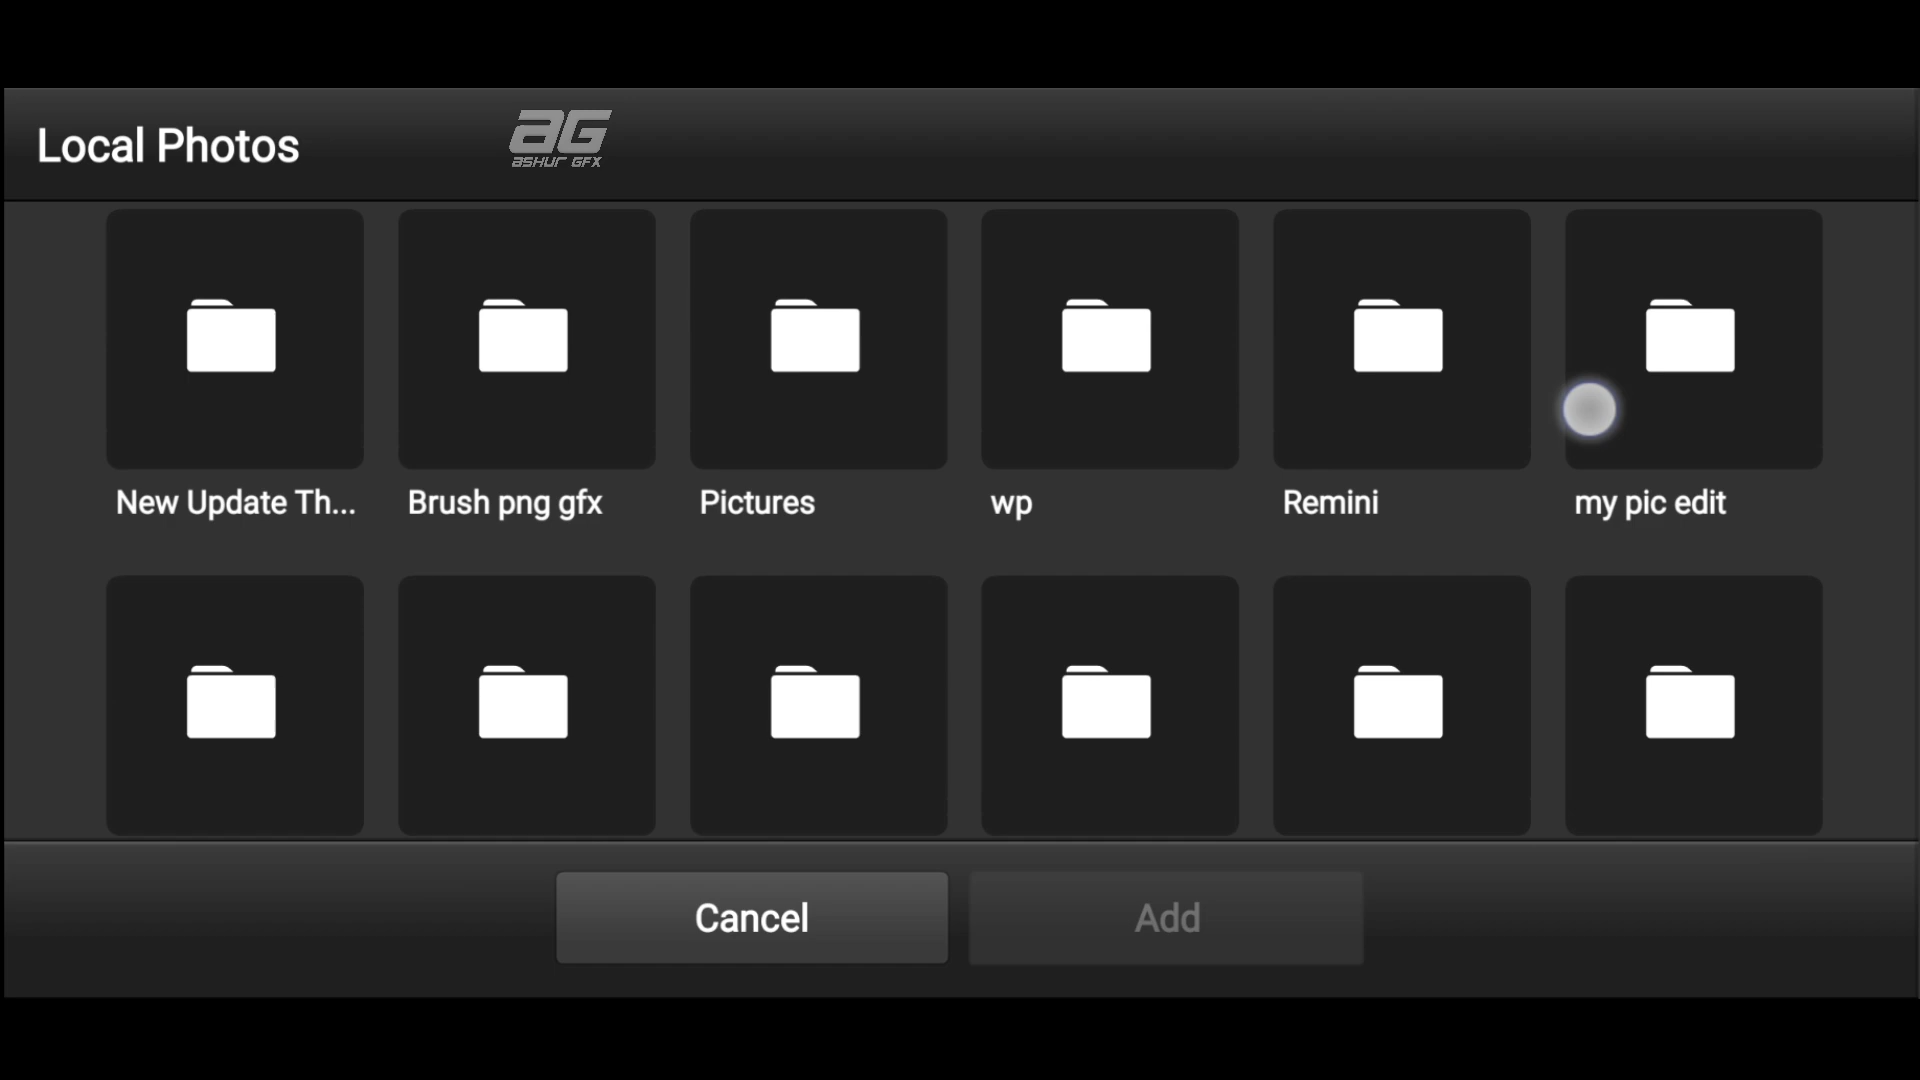 Local Photos
aG
ashur GFX
New Update Th...
Brush png gfx
Pictures
wp
Remini
my pic edit
Cancel
Add